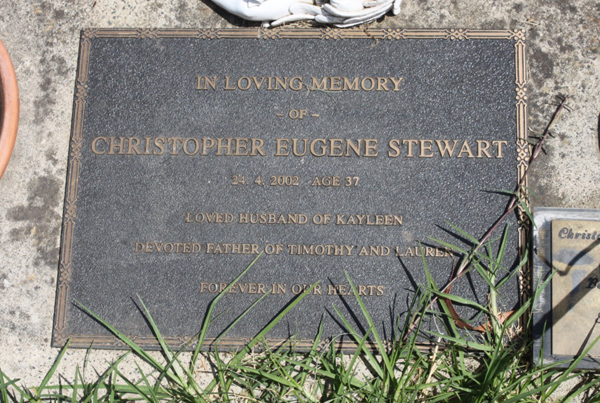 IN LOVING MEMORY
- OF -
CHRISTOPHER EUGENE STEWART
24. 4. 2002 AGE 37
LOVED HUSBAND OF KAYLEEN
DEVOTED FATHER OF TIMOTHY AND LAUREN
FOREVER IN OUR HEARTS
Christo